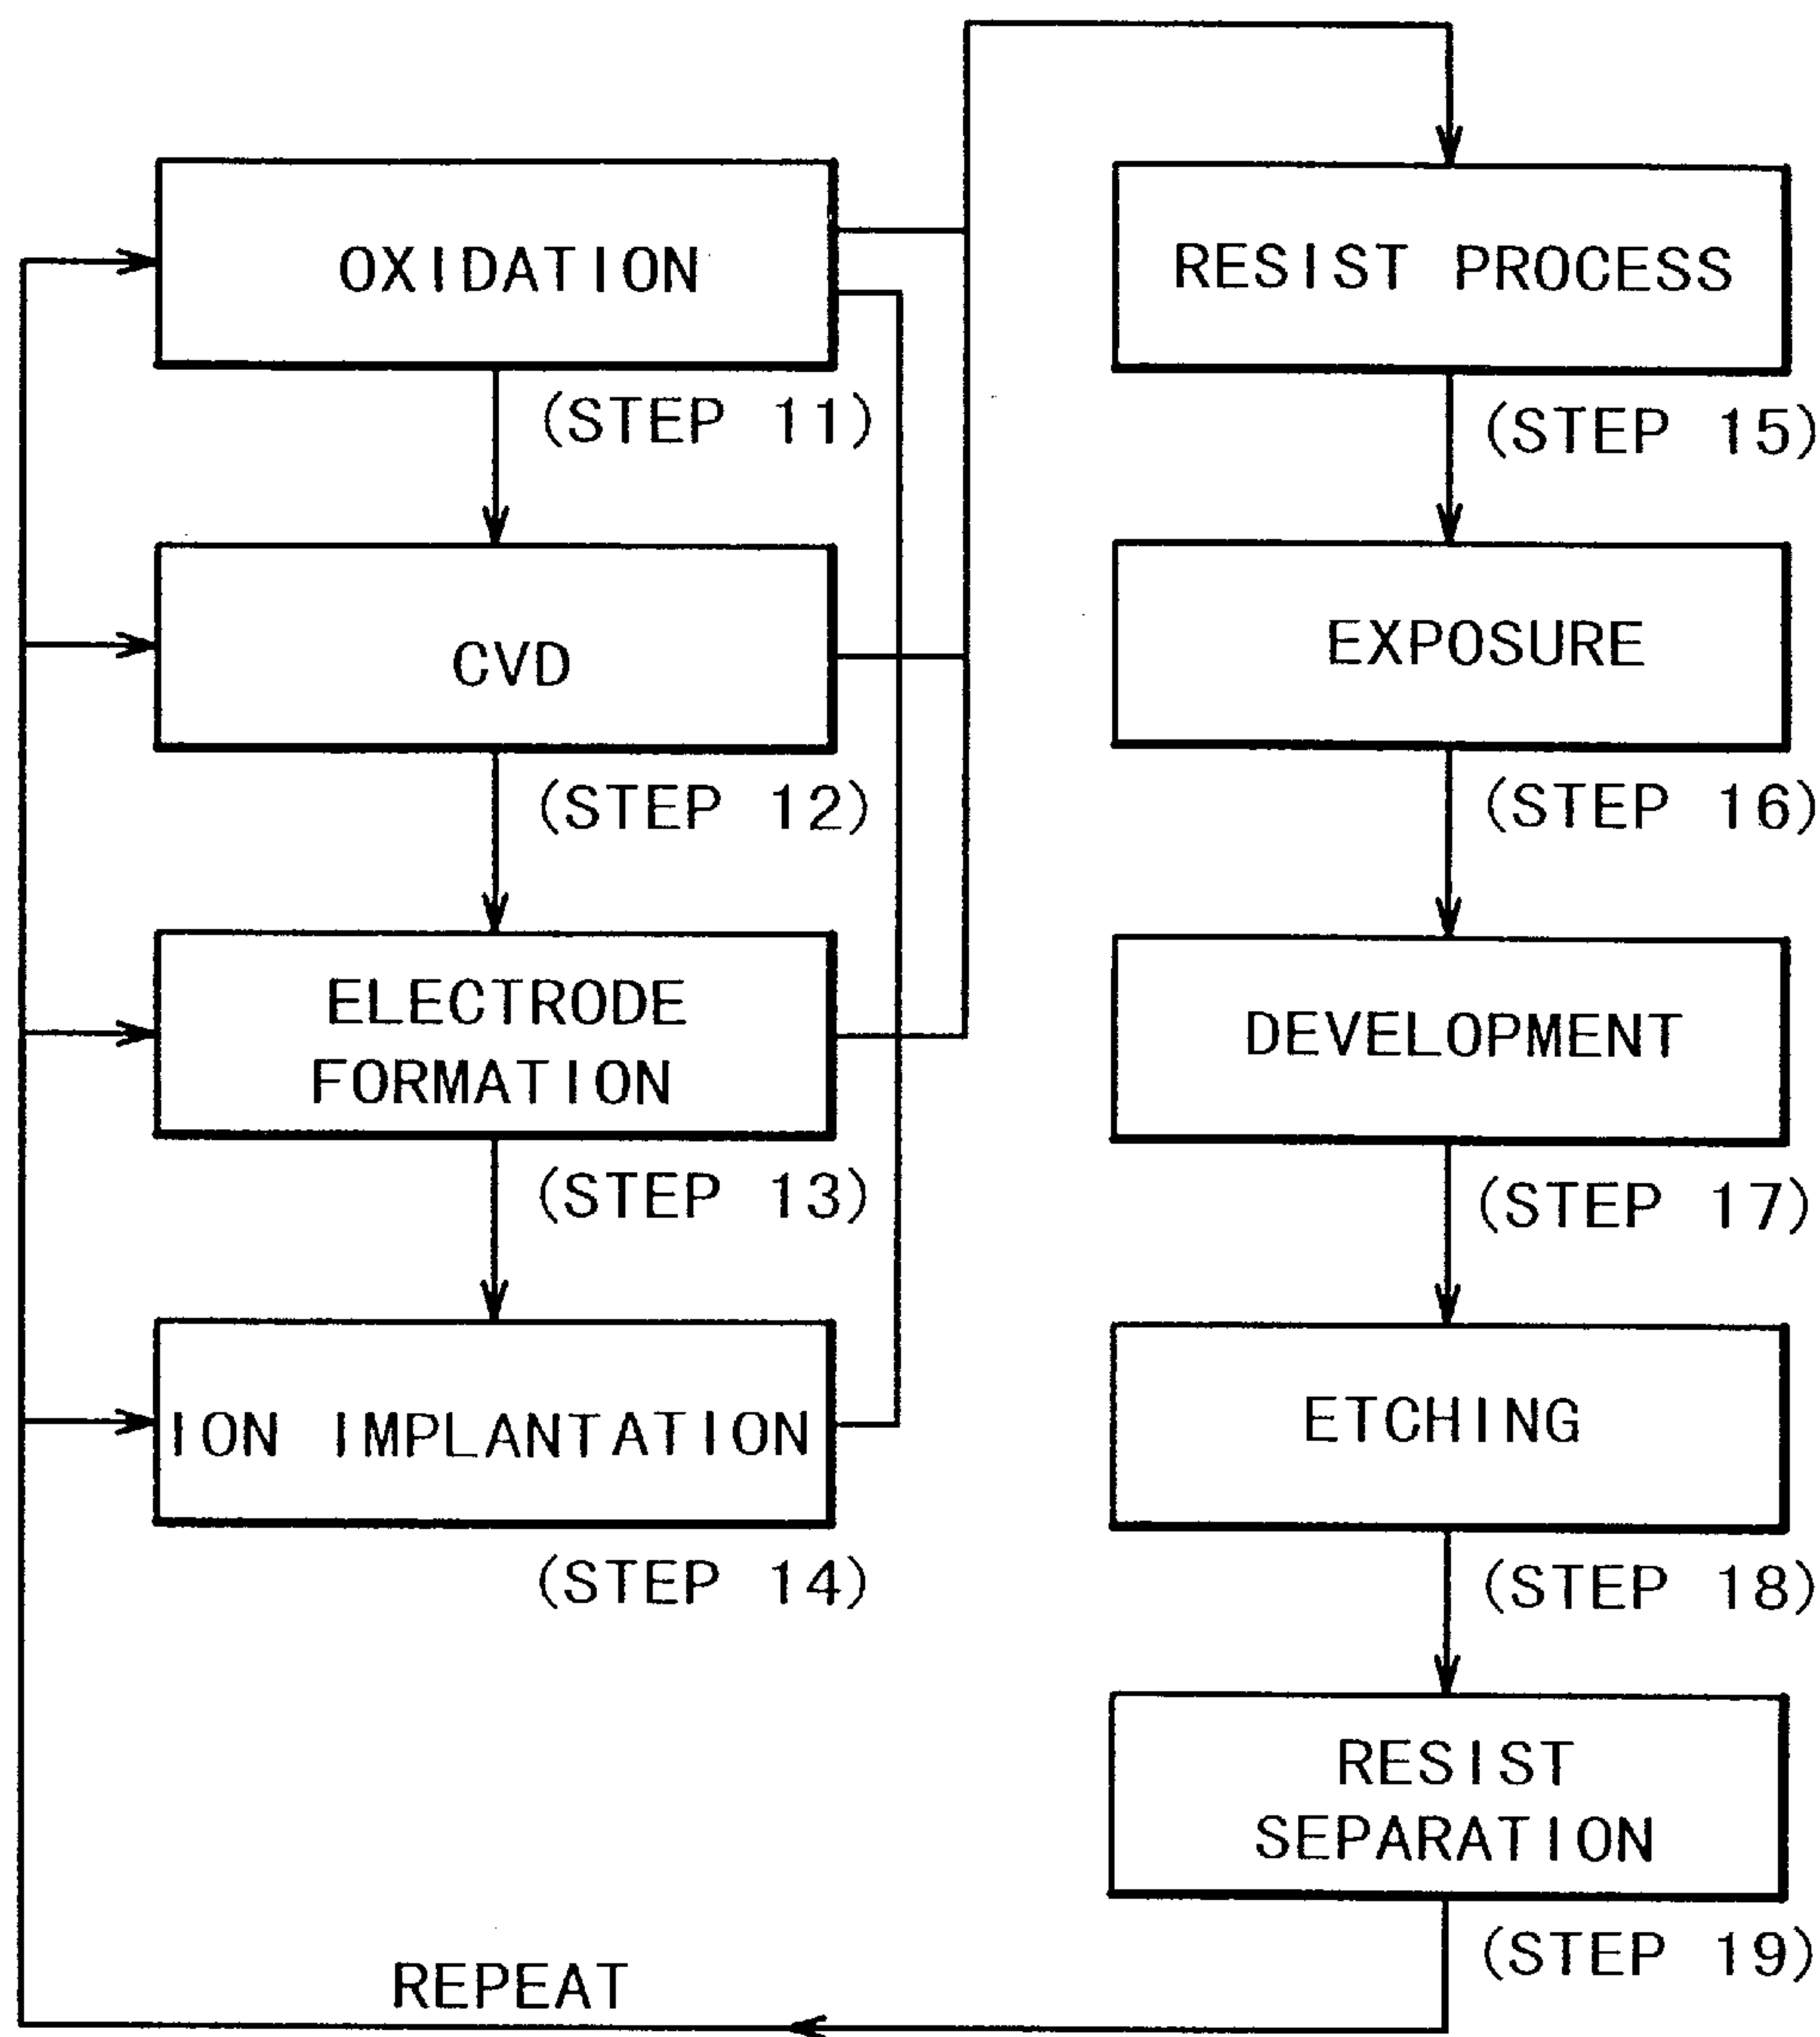 OXIDATION
(STEP 11)
CVD
(STEP 12)
ELECTRODE
FORMATION
(STEP 13)
ION IMPLANTATION
(STEP 14)
RESIST PROCESS
(STEP 15)
EXPOSURE
(STEP 16)
DEVELOPMENT
(STEP 17)
ETCHING
(STEP 18)
RESIST
SEPARATION
(STEP 19)
REPEAT